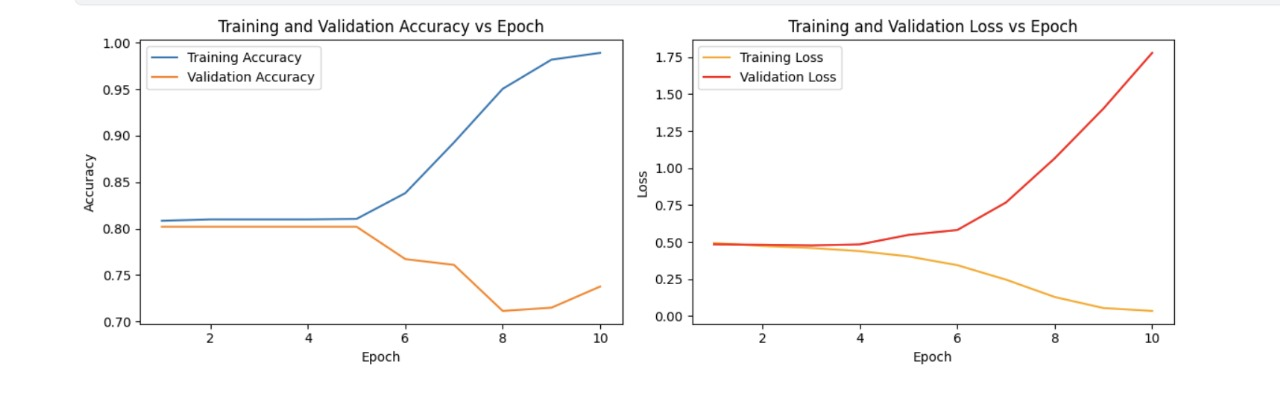 Training and Validation Accuracy vs Epoch
1.00
0.95
0.90
0.85
0.80
0.75
0.70
Accuracy
Training Accuracy
Validation Accuracy
2 4 6 8 10
Epoch
Training and Validation Loss vs Epoch
1.75
1.50
1.25
1.00
0.75
0.50
0.25
0.00
Loss
Training Loss
Validation Loss
2 4 6 8 10
Epoch